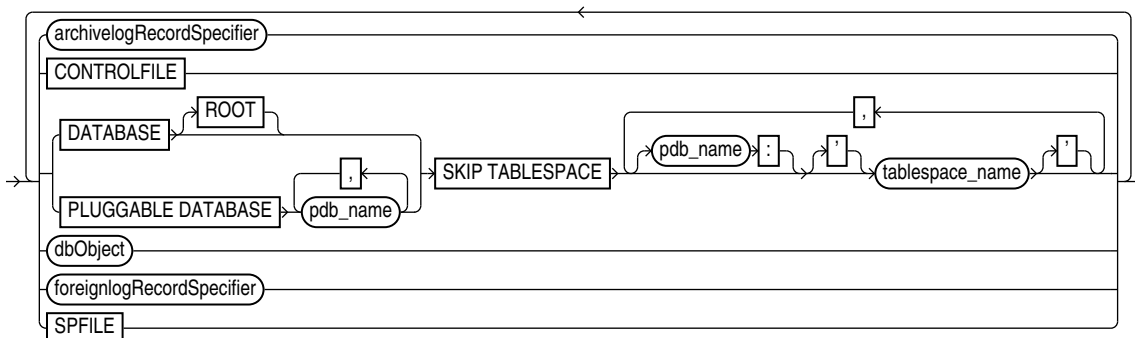 archivelogRecordSpecifier
CONTROLFILE
ROOT
,
DATABASE
pdb_name : ' '
, SKIP TABLESPACE tablespace_name
PLUGGABLE DATABASE pdb_name
dbObject
foreignlogRecordSpecifier
SPFILE